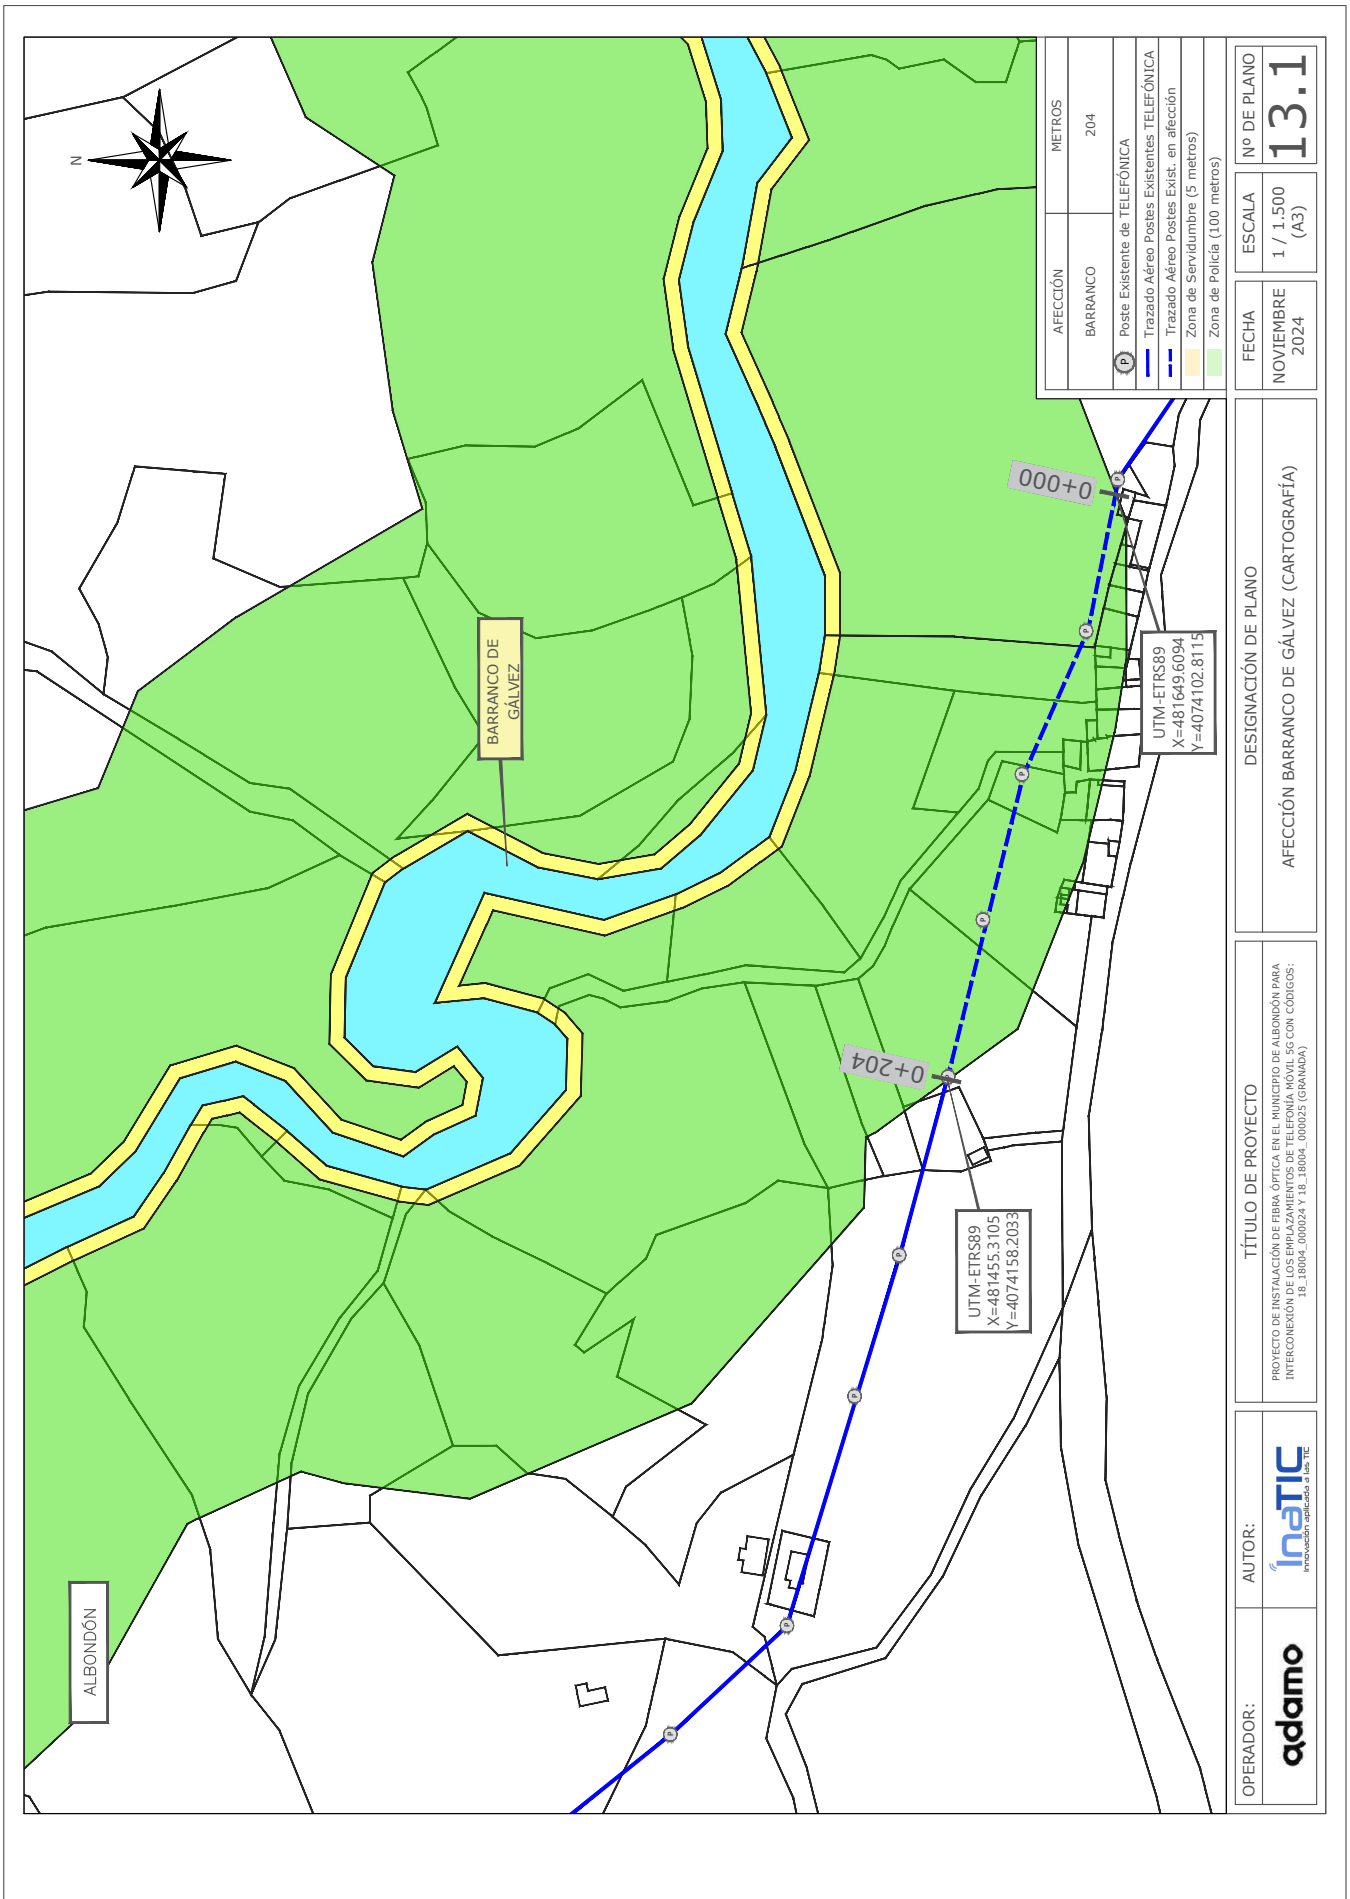 N
ALBONDÓN
BARRANCO DE
GÁLVEZ
0+204
0+000
UTM-ETRS89
X=481455.3105
Y=4074158.2033
UTM-ETRS89
X=481649.6094
Y=4074102.8115
P
P
P
P
P
P
P
P
P
AFECCIÓN
METROS
BARRANCO
204
P
Poste Existente de TELEFÓNICA
Trazado Aéreo Postes Existentes TELEFÓNICA
Trazado Aéreo Postes Exist. en afección
Zona de Servidumbre (5 metros)
Zona de Policía (100 metros)
OPERADOR:
adamo
AUTOR:
inaTIC
Innovación aplicada a las TIC
TÍTULO DE PROYECTO
PROYECTO DE INSTALACIÓN DE FIBRA ÓPTICA EN EL MUNICIPIO DE ALBONDÓN PARA
INTERCONEXIÓN DE LOS EMPLAZAMIENTOS DE TELEFONÍA MÓVIL 5G CON CÓDIGOS:
18_18004_000024 Y 18_18004_000025 (GRANADA)
DESIGNACIÓN DE PLANO
AFECCIÓN BARRANCO DE GÁLVEZ (CARTOGRAFÍA)
FECHA
NOVIEMBRE
2024
ESCALA
1 / 1.500
(A3)
Nº DE PLANO
13.1